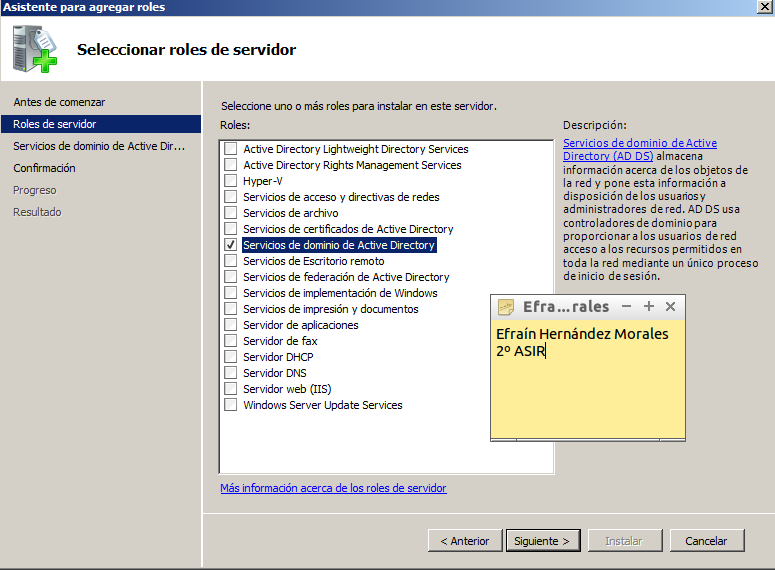 Asistente para agregar roles
Seleccionar roles de servidor
Antes de comenzar
Roles de servidor
Servicios de dominio de Active Dir...
Confirmación
Progreso
Resultado
Seleccione uno o más roles para instalar en este servidor.
Roles:
Active Directory Lightweight Directory Services
Active Directory Rights Management Services
Hyper-V
Servicios de acceso y directivas de redes
Servicios de archivo
Servicios de certificados de Active Directory
Servicios de dominio de Active Directory
Servicios de Escritorio remoto
Servicios de federación de Active Directory
Servicios de implementación de Windows
Servicios de impresión y documentos
Servidor de aplicaciones
Servidor de fax
Servidor DHCP
Servidor DNS
Servidor web (IIS)
Windows Server Update Services
Más información acerca de los roles de servidor
Descripción:
Servicios de dominio de Active
Directory (AD DS) almacena
información acerca de los objetos de
la red y pone esta información a
disposición de los usuarios y
administradores de red. AD DS usa
controladores de dominio para
proporcionar a los usuarios de red
acceso a los recursos permitidos en
toda la red mediante un único proceso
de inicio de sesión.
Efra...rales
Efraín Hernández Morales
2º ASIR
< Anterior
Siguiente >
Instalar
Cancelar